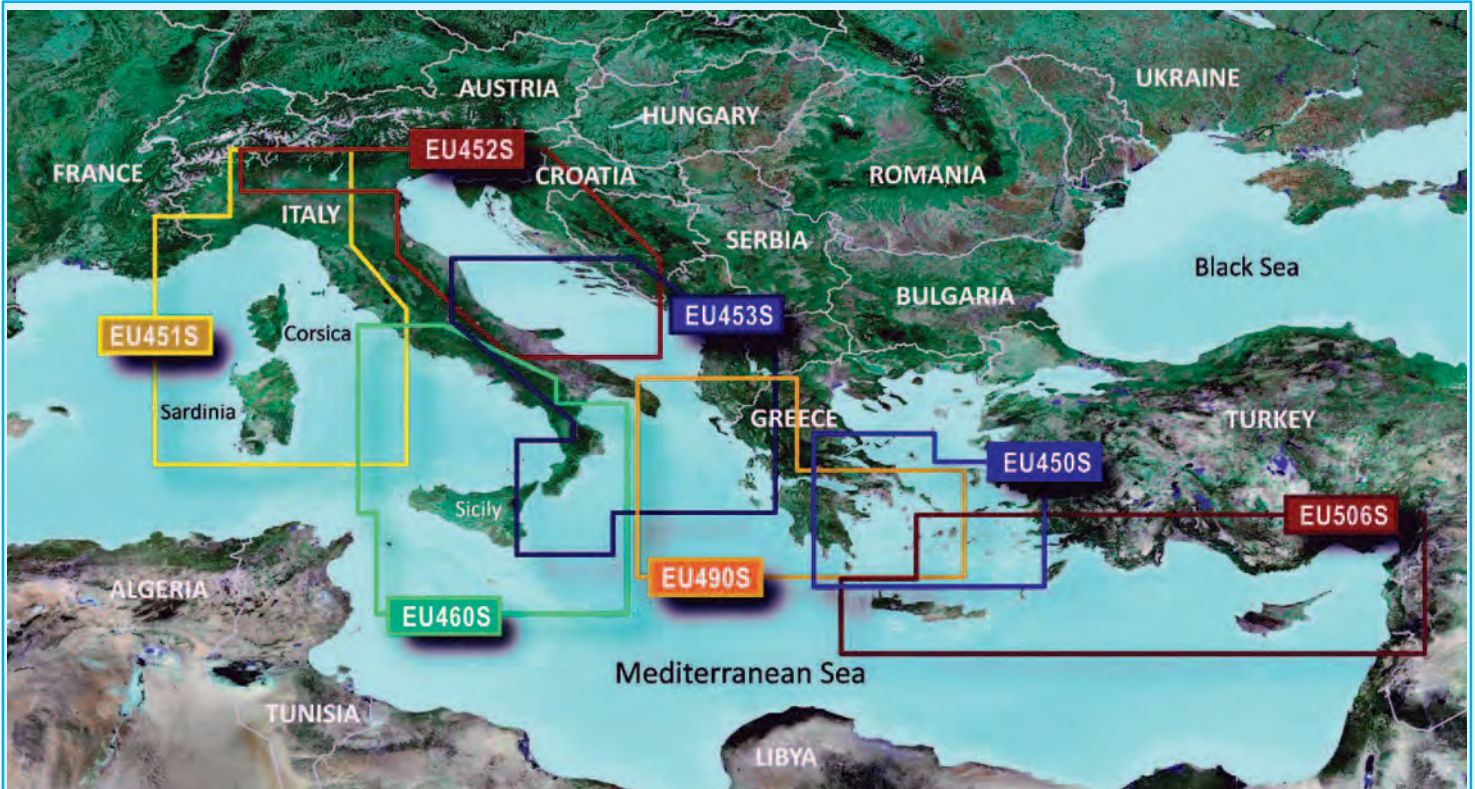 UKRAINE
AUSTRIA
HUNGARY
EU452S
FRANCE
CROATIA
ROMANIA
ITALY
SERBIA
Black Sea
BULGARIA
EU453S
EU451S
Corsica
Sardinia
GREECE
TURKEY
EU450S
Sicily
EU506S
EU490S
ALGERIA
EU460S
Mediterranean Sea
TUNISIA
LIBYA